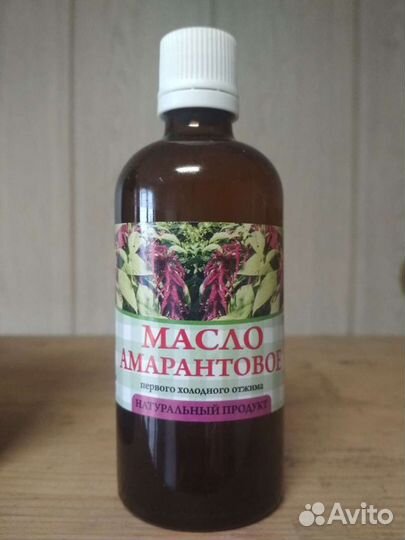 МАСЛО
АМАРАНТОВОЕ
первого холодного отжима
НАТУРАЛЬНЫЙ ПРОДУКТ
Avito